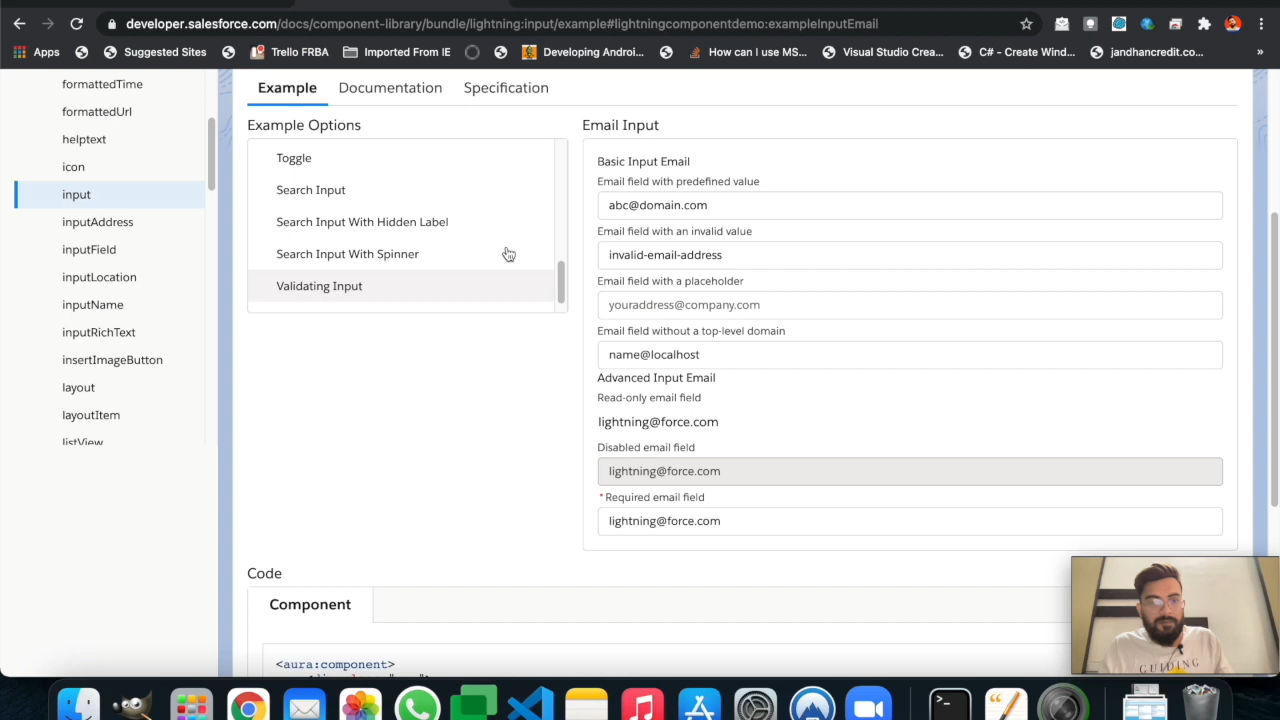 developer.salesforce.com/docs/component-library/bundle/lightning:input/example#lightningcomponentdemo:exampleInputEmail
Apps Suggested Sites Trello FRBA Imported From IE Developing Androi... How can I use MS... Visual Studio Crea... C# - Create Wind... jandhancredit.co... »
formattedTime
formattedUrl
helptext
icon
input
inputAddress
inputField
inputLocation
inputName
inputRichText
insertImageButton
layout
layoutItem
listView
Example Documentation Specification
Example Options
Toggle
Search Input
Search Input With Hidden Label
Search Input With Spinner
Validating Input
Email Input
Basic Input Email
Email field with predefined value
abc@domain.com
Email field with an invalid value
invalid-email-address
Email field with a placeholder
youraddress@company.com
Email field without a top-level domain
name@localhost
Advanced Input Email
Read-only email field
lightning@force.com
Disabled email field
lightning@force.com
* Required email field
lightning@force.com
Code
Component
<aura:component>
GUIDING